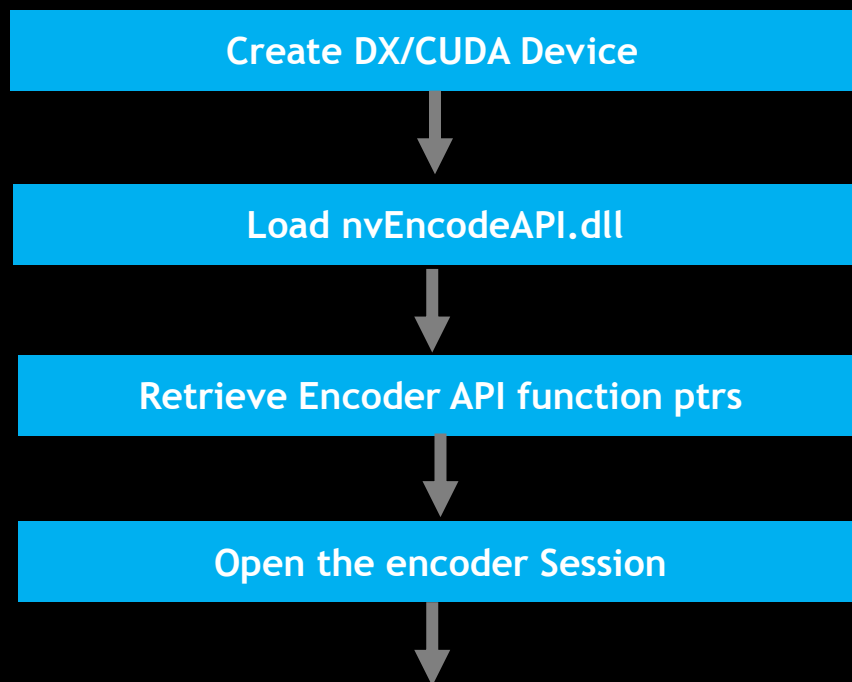 Create DX/CUDA Device
Load nvEncodeAPI.dll
Retrieve Encoder API function ptrs
Open the encoder Session